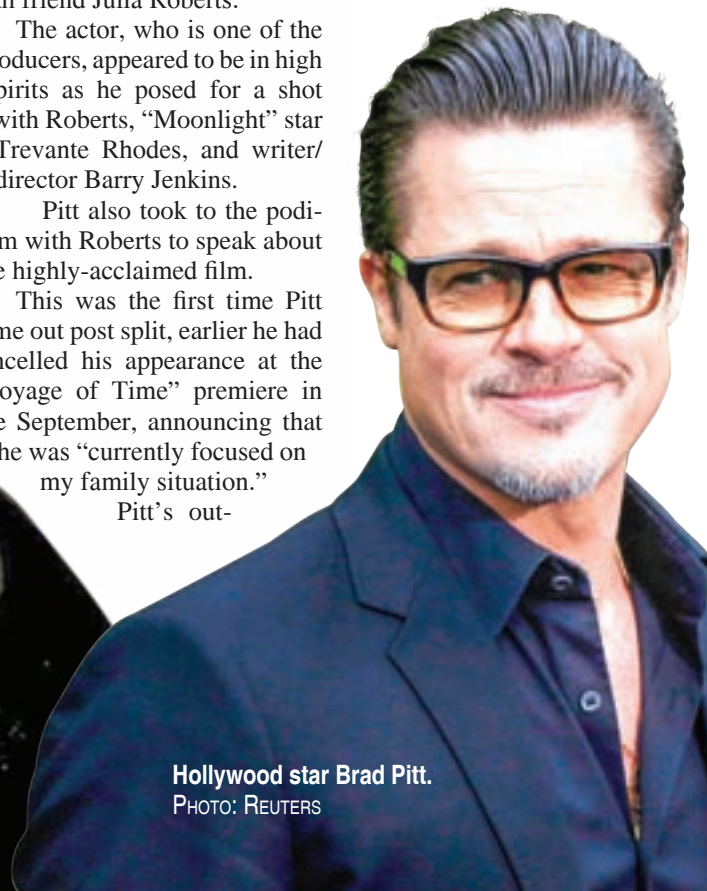 friend Julia Roberts.
The actor, who is one of the
oducers, appeared to be in high
pirits as he posed for a shot
with Roberts, “Moonlight” star
Trevante Rhodes, and writer/
director Barry Jenkins.
Pitt also took to the podi-
m with Roberts to speak about
e highly-acclaimed film.
This was the first time Pitt
me out post split, earlier he had
ncelled his appearance at the
oyage of Time” premiere in
e September, announcing that
he was “currently focused on
my family situation.”
Pitt’s out-
Hollywood star Brad Pitt.
PHOTO: REUTERS